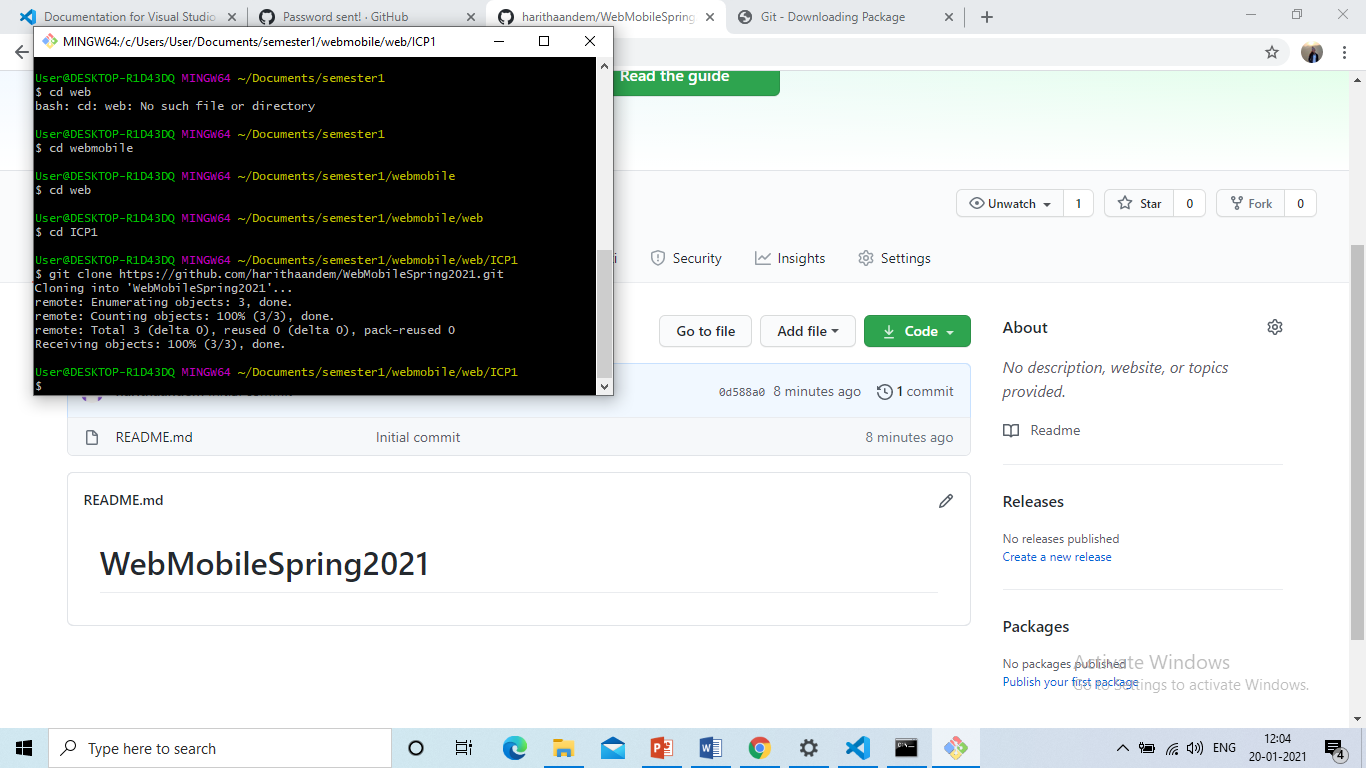 Documentation for Visual Studio
Password sent! · GitHub
harithaandem/WebMobileSpring
Git - Downloading Package
MINGW64:/c/Users/User/Documents/semester1/webmobile/web/ICP1
User@DESKTOP-R1D43DQ MINGW64 ~/Documents/semester1
$ cd web
bash: cd: web: No such file or directory
User@DESKTOP-R1D43DQ MINGW64 ~/Documents/semester1
$ cd webmobile
User@DESKTOP-R1D43DQ MINGW64 ~/Documents/semester1/webmobile
$ cd web
User@DESKTOP-R1D43DQ MINGW64 ~/Documents/semester1/webmobile/web
$ cd ICP1
User@DESKTOP-R1D43DQ MINGW64 ~/Documents/semester1/webmobile/web/ICP1
$ git clone https://github.com/harithaandem/WebMobileSpring2021.git
Cloning into 'WebMobileSpring2021'...
remote: Enumerating objects: 3, done.
remote: Counting objects: 100% (3/3), done.
remote: Total 3 (delta 0), reused 0 (delta 0), pack-reused 0
Receiving objects: 100% (3/3), done.
User@DESKTOP-R1D43DQ MINGW64 ~/Documents/semester1/webmobile/web/ICP1
$
Read the guide
Unwatch 1 Star 0 Fork 0
Security Insights Settings
Go to file Add file Code
0d588a0 8 minutes ago 1 commit
README.md Initial commit 8 minutes ago
README.md
WebMobileSpring2021
About
No description, website, or topics
provided.
Readme
Releases
No releases published
Create a new release
Packages
No packages published
Publish your first package
Activate Windows
Go to Settings to activate Windows.
Type here to search
ENG
12:04
20-01-2021
4